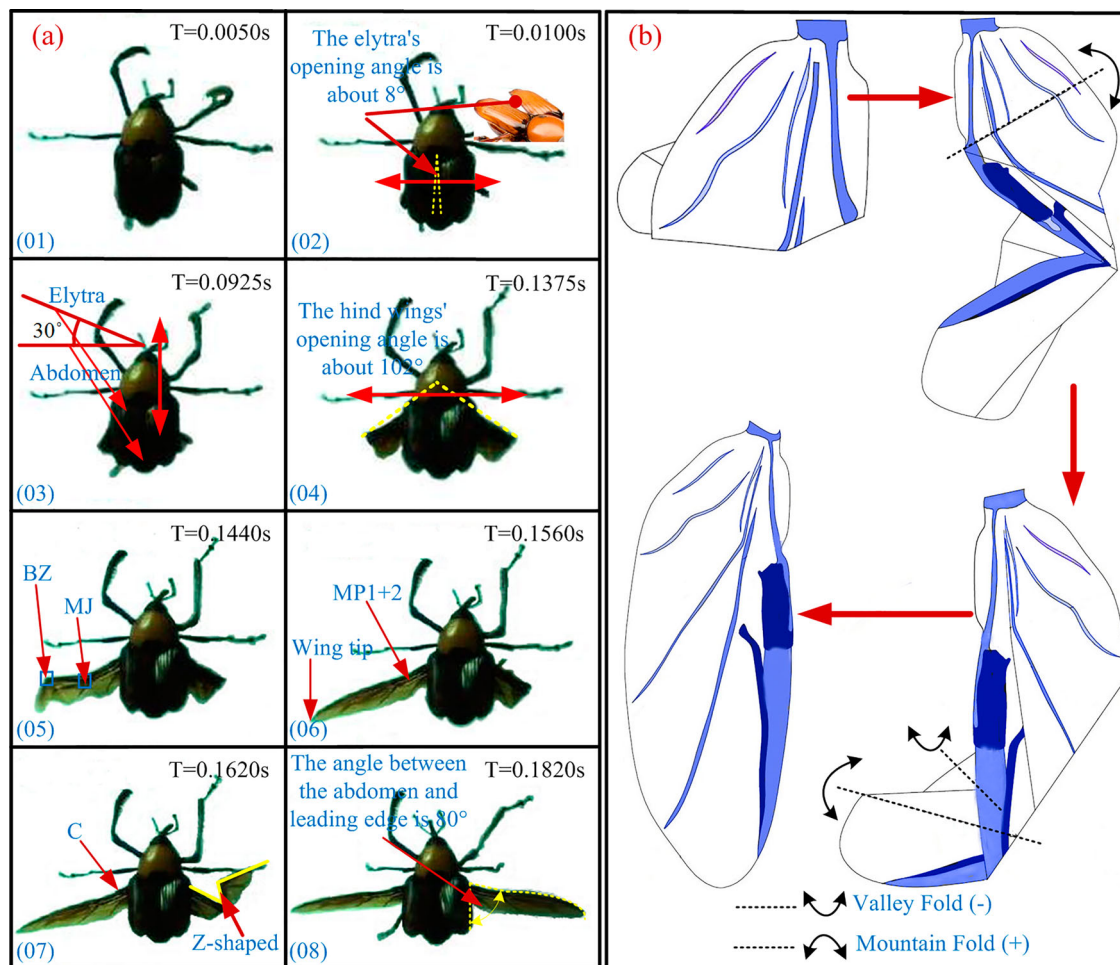 (a)
T=0.0050s
(01)
T=0.0100s
The elytra's
opening angle is
about 8°
(02)
T=0.0925s
Elytra
30°
Abdomen
(03)
T=0.1375s
The hind wings'
opening angle is
about 102°
(04)
T=0.1440s
BZ
MJ
(05)
T=0.1560s
MP1+2
Wing tip
(06)
T=0.1620s
C
Z-shaped
(07)
T=0.1820s
The angle between
the abdomen and
leading edge is 80°
(08)
(b)
Valley Fold (-)
Mountain Fold (+)